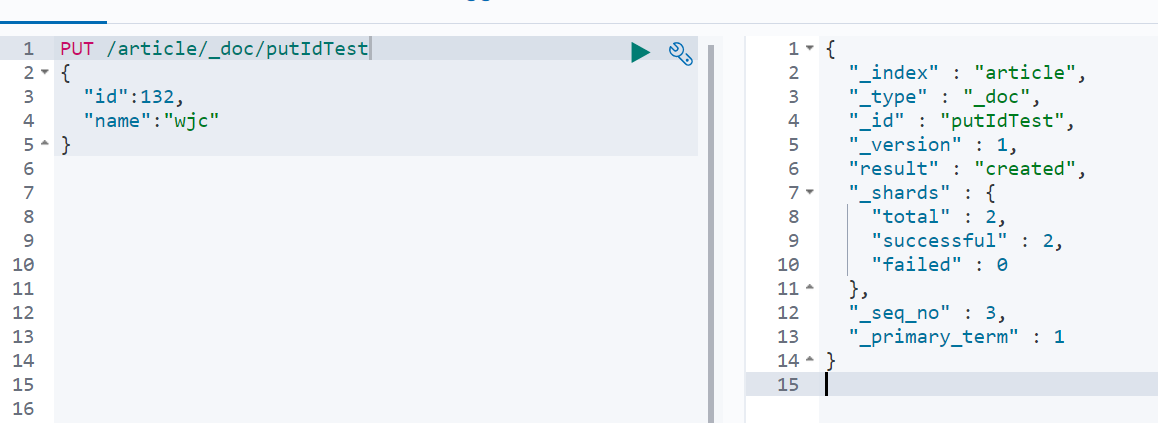 1 PUT /article/_doc/putIdTest
2 {
3 "id":132,
4 "name":"wjc"
5 }
6
7
8
9
10
11
12
13
14
15
16
1 {
2 "_index" : "article",
3 "_type" : "_doc",
4 "_id" : "putIdTest",
5 "_version" : 1,
6 "result" : "created",
7 "_shards" : {
8 "total" : 2,
9 "successful" : 2,
10 "failed" : 0
11 },
12 "_seq_no" : 3,
13 "_primary_term" : 1
14 }
15